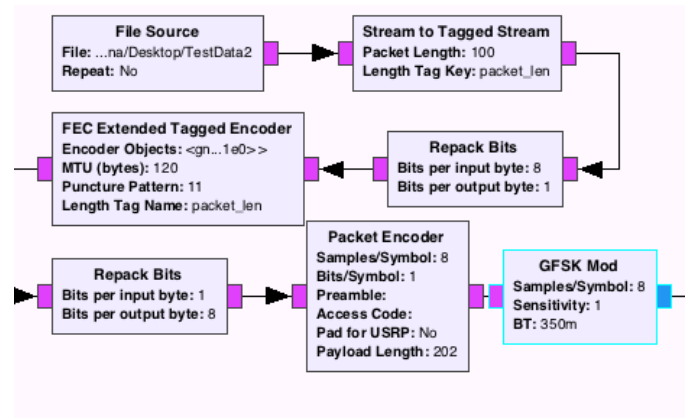 File Source
File: ...na/Desktop/TestData2
Repeat: No
Stream to Tagged Stream
Packet Length: 100
Length Tag Key: packet_len
FEC Extended Tagged Encoder
Encoder Objects: <gn...1e0>>
MTU (bytes): 120
Puncture Pattern: 11
Length Tag Name: packet_len
Repack Bits
Bits per input byte: 8
Bits per output byte: 1
Repack Bits
Bits per input byte: 1
Bits per output byte: 8
Packet Encoder
Samples/Symbol: 8
Bits/Symbol: 1
Preamble:
Access Code:
Pad for USRP: No
Payload Length: 202
GFSK Mod
Samples/Symbol: 8
Sensitivity: 1
BT: 350m